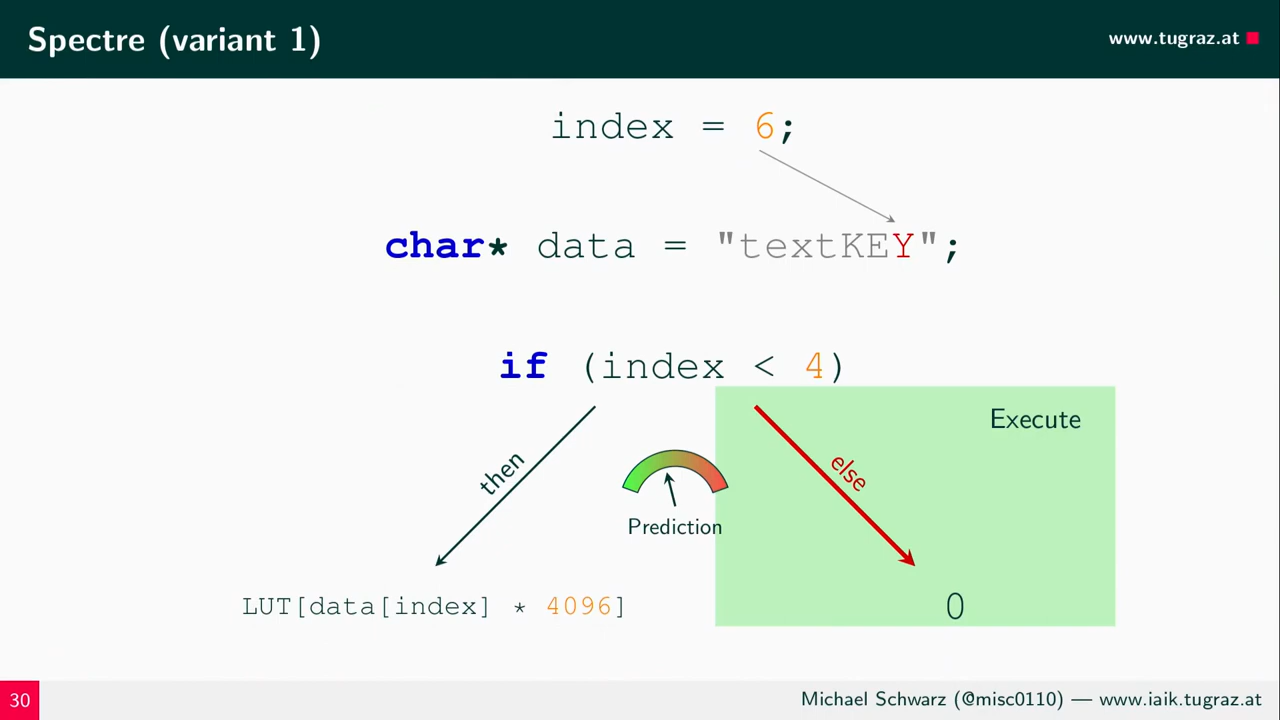 Spectre (variant 1)
www.tugraz.at
index = 6;
char* data = "textKEY";
if (index < 4)
Execute
then
else
Prediction
LUT[data[index] * 4096]
0
30
Michael Schwarz (@misc0110) — www.iaik.tugraz.at